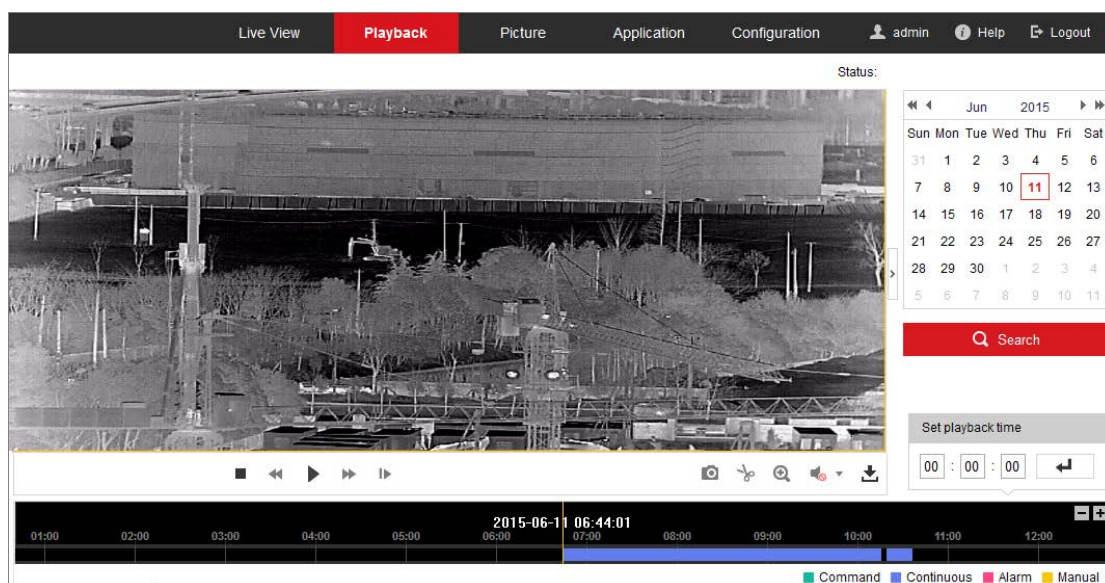 Live View Playback Picture Application Configuration admin Help Logout
Status:
Jun 2015
Sun Mon Tue Wed Thu Fri Sat
31 1 2 3 4 5 6
7 8 9 10 11 12 13
14 15 16 17 18 19 20
21 22 23 24 25 26 27
28 29 30 1 2 3 4
5 6 7 8 9 10 11
Search
Set playback time
00 : 00 : 00
2015-06-11 06:44:01
01:00 02:00 03:00 04:00 05:00 06:00 07:00 08:00 09:00 10:00 11:00 12:00
Command Continuous Alarm Manual